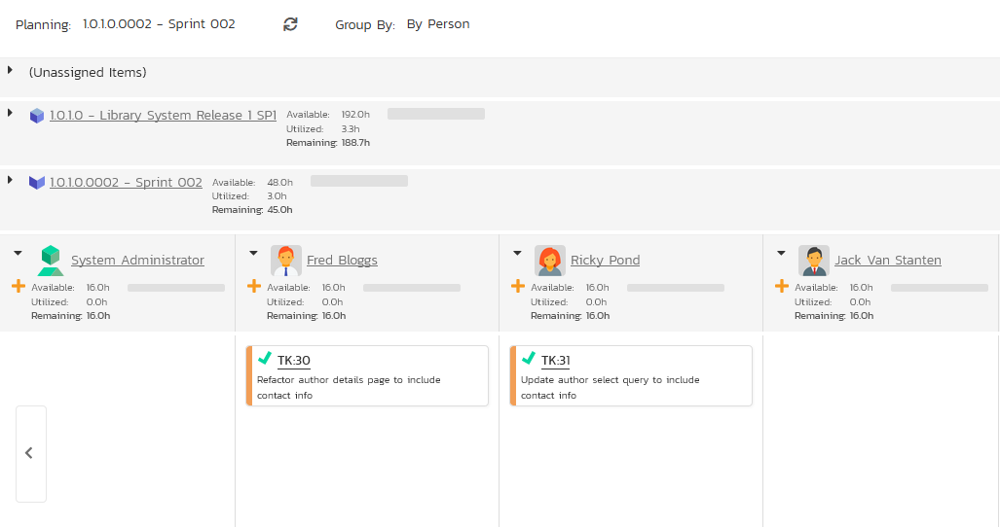 Planning: 1.0.1.0.0002 - Sprint 002 Group By: By Person
(Unassigned Items)
1.0.1.0 - Library System Release 1 SP1 Available: 192.0h
Utilized: 3.3h
Remaining: 188.7h
1.0.1.0.0002 - Sprint 002 Available: 48.0h
Utilized: 3.0h
Remaining: 45.0h
System Administrator
Available: 16.0h
Utilized: 0.0h
Remaining: 16.0h
Fred Bloggs
Available: 16.0h
Utilized: 0.0h
Remaining: 16.0h
Ricky Pond
Available: 16.0h
Utilized: 0.0h
Remaining: 16.0h
Jack Van Stanten
Available: 16.0h
Utilized: 0.0h
Remaining: 16.0h
TK:30
Refactor author details page to include
contact info
TK:31
Update author select query to include
contact info